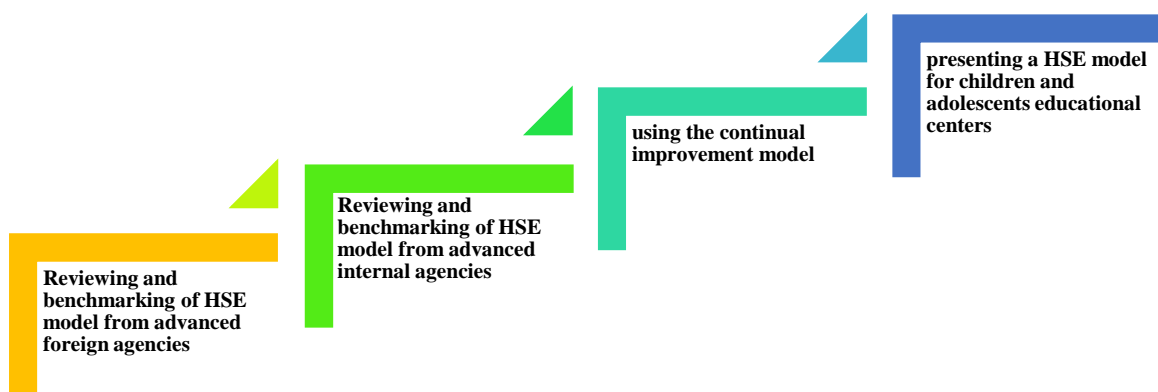 Reviewing and
benchmarking of HSE
model from advanced
foreign agencies
Reviewing and
benchmarking of HSE
model from advanced
internal agencies
using the continual
improvement model
presenting a HSE model
for children and
adolescents educational
centers